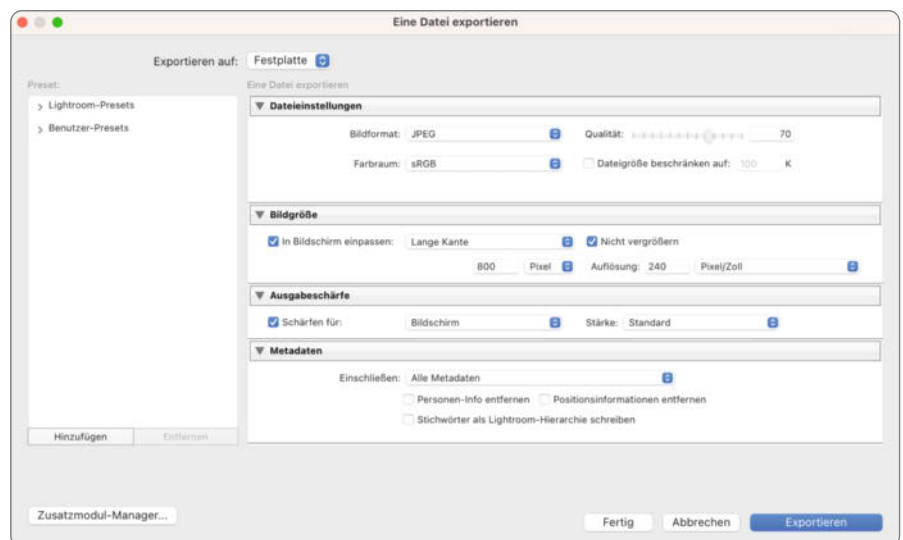 Eine Datei exportieren
Exportieren auf: Festplatte
Preset:
Eine Datei exportieren
Lightroom-Presets
Benutzer-Presets
Hinzufügen Entfernen
Dateieinstellungen
Bildformat: JPEG Qualität: 70
Farbraum: sRGB Dateigröße beschränken auf: 100 K
Bildgröße
In Bildschirm einpassen: Lange Kante Nicht vergrößern
800 Pixel Auflösung: 240 Pixel/Zoll
Ausgabeschärfe
Schärfen für: Bildschirm Stärke: Standard
Metadaten
Einschließen: Alle Metadaten
Personen-Info entfernen Positionsinformationen entfernen
Stichwörter als Lightroom-Hierarchie schreiben
Zusatzmodul-Manager... Fertig Abbrechen Exportieren